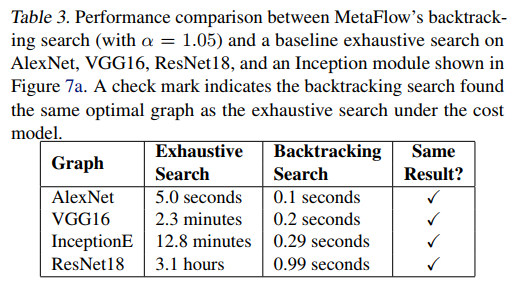 Table 3. Performance comparison between MetaFlow's backtrack-
ing search (with α = 1.05) and a baseline exhaustive search on
AlexNet, VGG16, ResNet18, and an Inception module shown in
Figure 7a. A check mark indicates the backtracking search found
the same optimal graph as the exhaustive search under the cost
model.
Graph Exhaustive Search Backtracking Search Same Result?
AlexNet 5.0 seconds 0.1 seconds ✓
VGG16 2.3 minutes 0.2 seconds ✓
InceptionE 12.8 minutes 0.29 seconds ✓
ResNet18 3.1 hours 0.99 seconds ✓